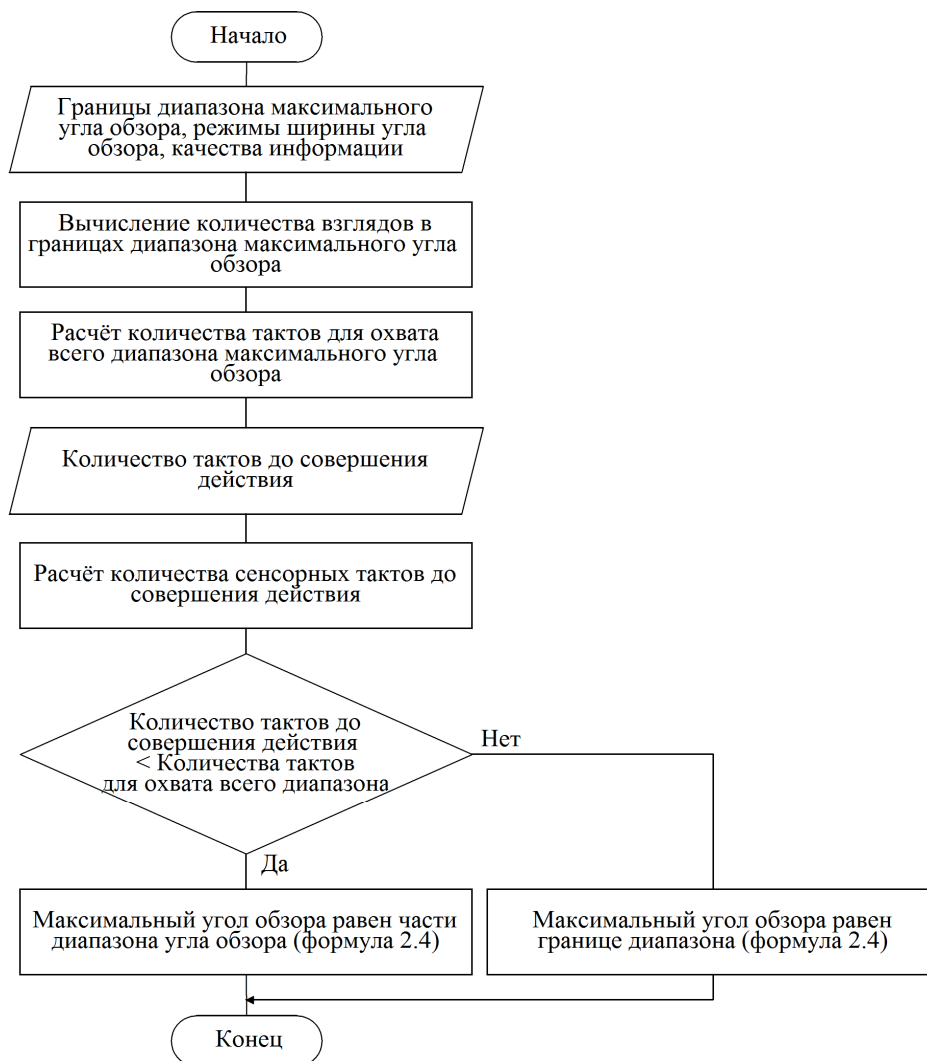 Начало
Границы диапазона максимального
угла обзора, режимы ширины угла
обзора, качества информации
Вычисление количества взглядов в
границах диапазона максимального угла
обзора
Расчёт количества тактов для охвата
всего диапазона максимального угла
обзора
Количество тактов до совершения
действия
Расчёт количества сенсорных тактов до
совершения действия
Количество тактов до
совершения действия
< Количества тактов
для охвата всего диапазона
Нет
Да
Максимальный угол обзора равен части
диапазона угла обзора (формула 2.4)
Максимальный угол обзора равен
границе диапазона (формула 2.4)
Конец